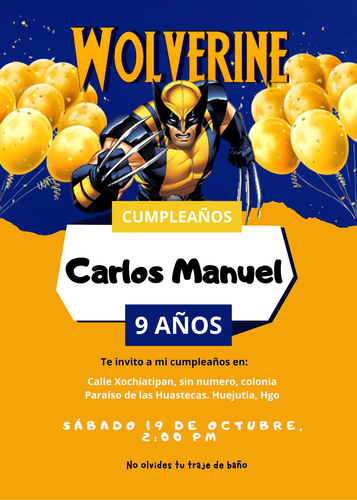 WOLVERINE
CUMPLEAÑOS
Carlos Manuel
9 AÑOS
Te invito a mi cumpleaños en:
Calle Xochiatipan, sin numero, colonia
Paraíso de las Huastecas. Huejutla, Hgo
SÁBADO 19 DE OCTUBRE,
2:00 PM
No olvides tu traje de baño